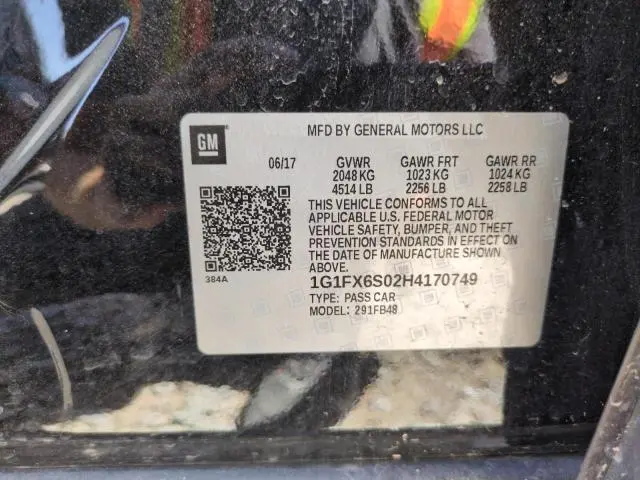 GM
MFD BY GENERAL MOTORS LLC
06/17 GVWR GAWR FRT GAWR RR
2048 KG 1023 KG 1024 KG
4514 LB 2256 LB 2258 LB
THIS VEHICLE CONFORMS TO ALL
APPLICABLE U.S. FEDERAL MOTOR
VEHICLE SAFETY, BUMPER, AND THEFT
PREVENTION STANDARDS IN EFFECT ON
THE DATE OF MANUFACTURE SHOWN
ABOVE.
384A
1G1FX6S02H4170749
TYPE: PASS CAR
MODEL: 291FB48